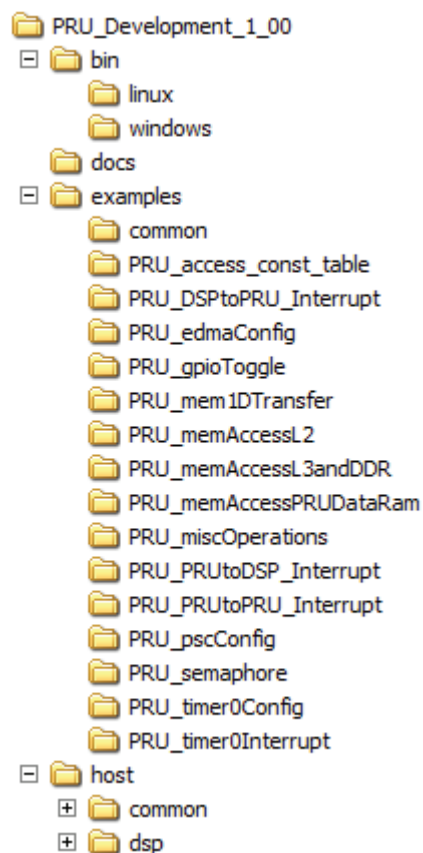 PRU_Development_1_00
bin
linux
windows
docs
examples
common
PRU_access_const_table
PRU_DSPtoPRU_Interrupt
PRU_edmaConfig
PRU_gpioToggle
PRU_mem1DTransfer
PRU_memAccessL2
PRU_memAccessL3andDDR
PRU_memAccessPRUDataRam
PRU_miscOperations
PRU_PRUtoDSP_Interrupt
PRU_PRUtoPRU_Interrupt
PRU_pscConfig
PRU_semaphore
PRU_timer0Config
PRU_timer0Interrupt
host
common
dsp